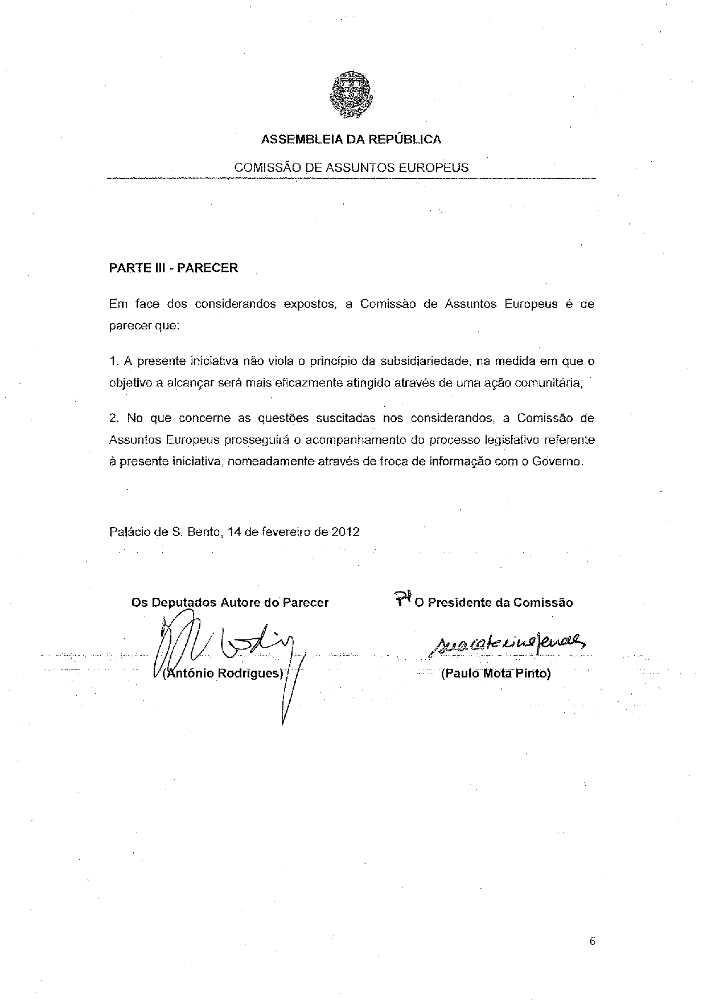 ASSEMBLEIA DA REPÚBLICA
COMISSÃO DE ASSUNTOS EUROPEUS
PARTE III - PARECER
Em face dos considerandos expostos, a Comissão de Assuntos Europeus é de
parecer que:
1. A presente iniciativa não viola o princípio da subsidiariedade, na medida em que o
objetivo a alcançar será mais eficazmente atingido através de uma ação comunitária;
2. No que concerne as questões suscitadas nos considerandos, a Comissão de
Assuntos Europeus prosseguirá o acompanhamento do processo legislativo referente
à presente iniciativa, nomeadamente através de troca de informação com o Governo.
Palácio de S. Bento, 14 de fevereiro de 2012
Os Deputados Autore do Parecer
O Presidente da Comissão
(António Rodrigues)
(Paulo Mota Pinto)
6